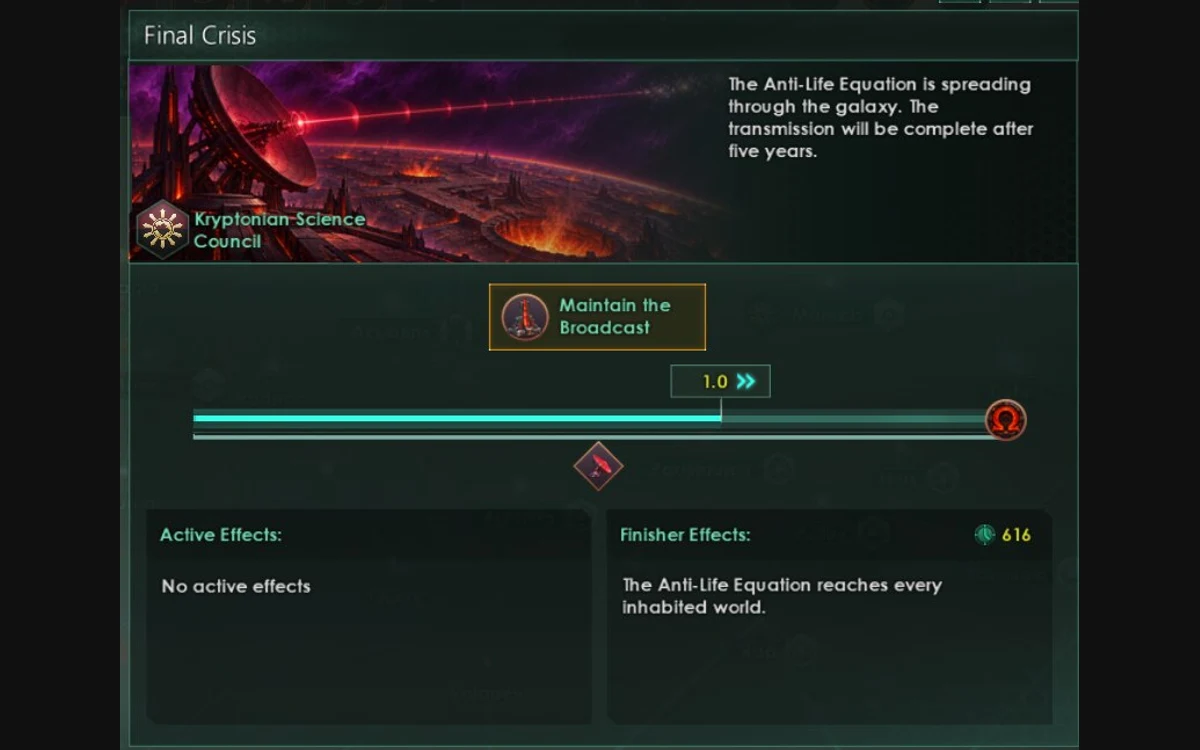 Final Crisis
The Anti-Life Equation is spreading
through the galaxy. The
transmission will be complete after
five years.
Kryptonian Science
Council
Maintain the
Broadcast
1.0
Active Effects:
No active effects
Finisher Effects:
616
The Anti-Life Equation reaches every
inhabited world.